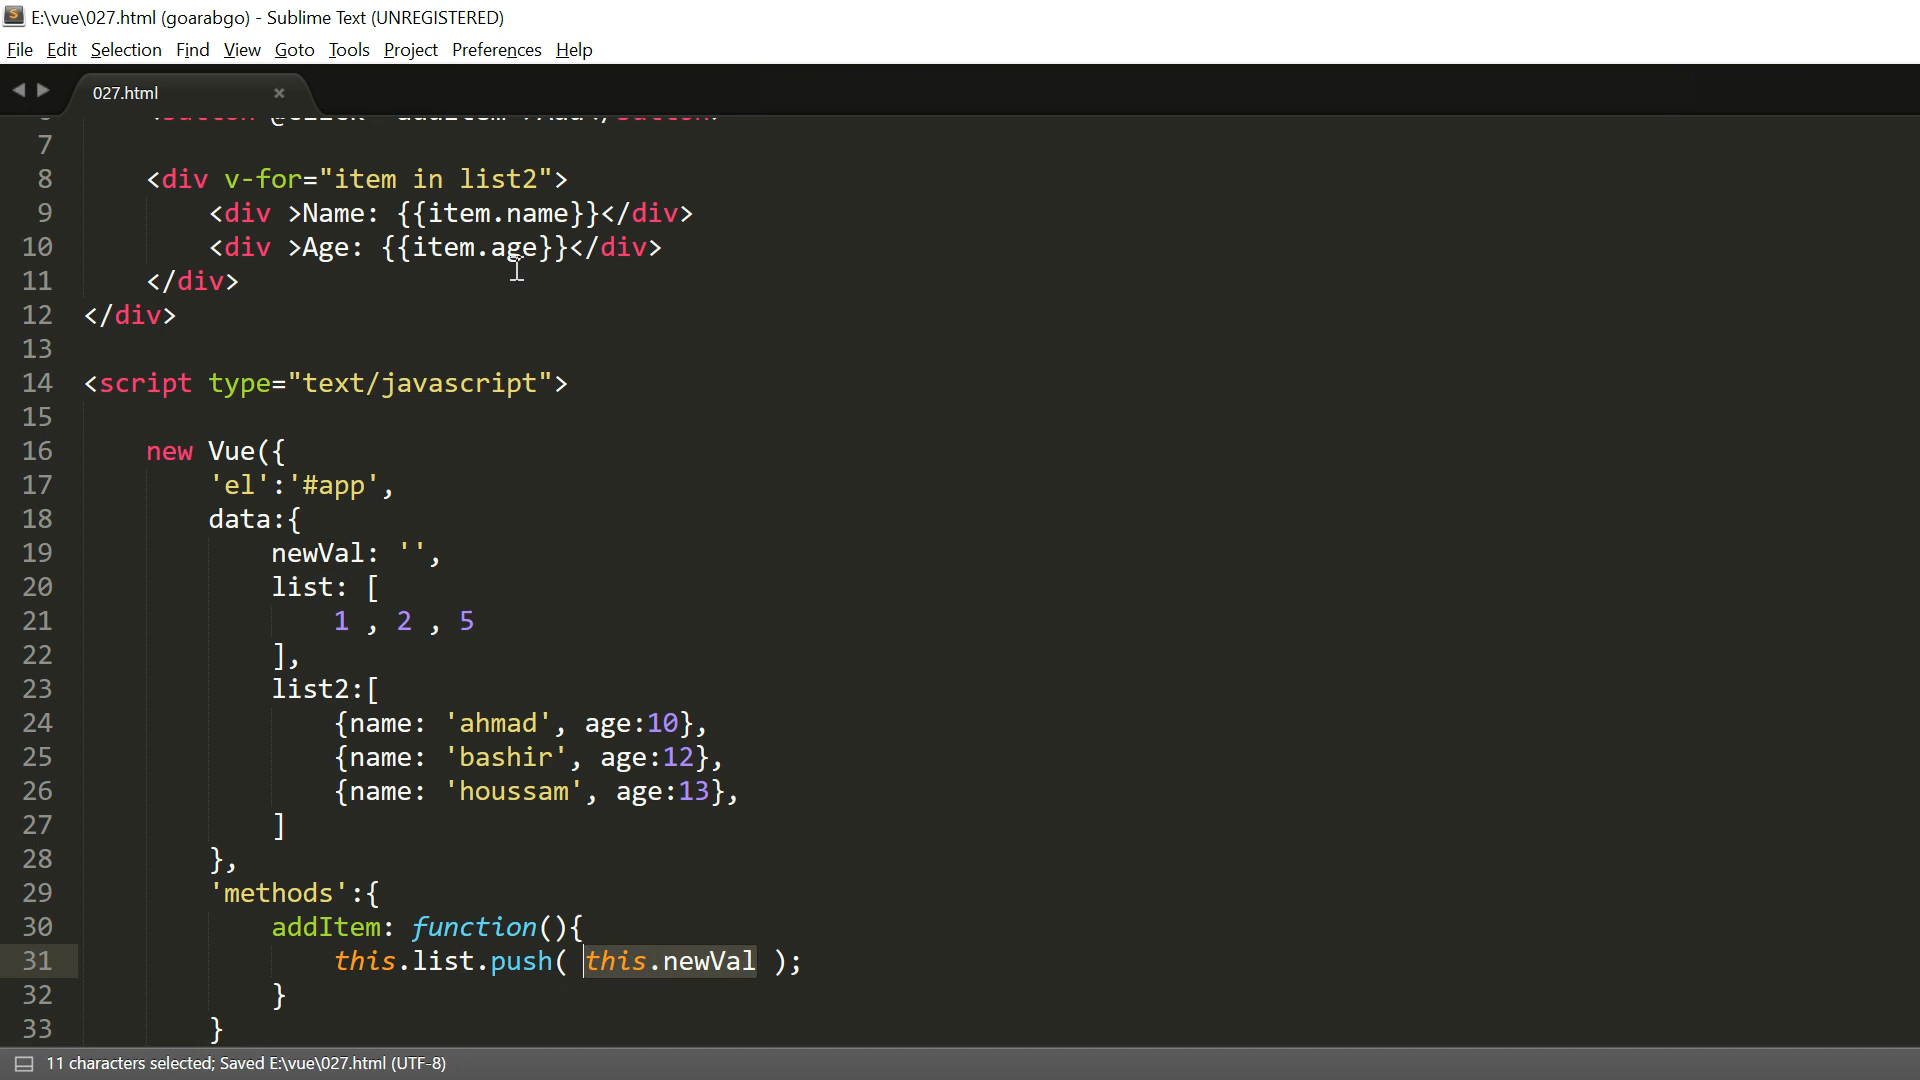 E:\vue\027.html (goarabgo) - Sublime Text (UNREGISTERED)
File Edit Selection Find View Goto Tools Project Preferences Help
027.html
7
8 <div v-for="item in list2">
9 <div >Name: {{item.name}}</div>
10 <div >Age: {{item.age}}</div>
11 </div>
12 </div>
13
14 <script type="text/javascript">
15
16 new Vue({
17 'el':'#app',
18 data:{
19 newVal: '',
20 list: [
21 1 , 2 , 5
22 ],
23 list2:[
24 {name: 'ahmad', age:10},
25 {name: 'bashir', age:12},
26 {name: 'houssam', age:13},
27 ]
28 },
29 'methods':{
30 addItem: function(){
31 this.list.push( this.newVal );
32 }
33 }
11 characters selected; Saved E:\vue\027.html (UTF-8)